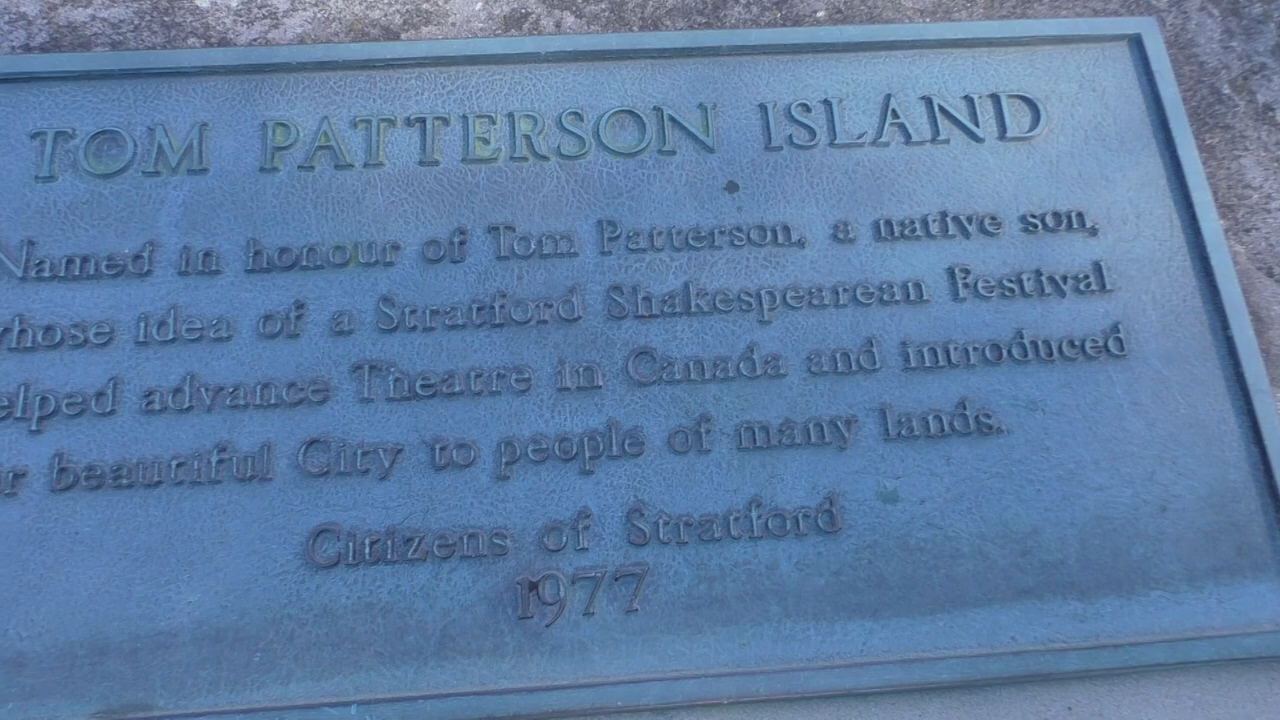 TOM PATTERSON ISLAND
Named in honour of Tom Patterson, a native son,
whose idea of a Stratford Shakespearean Festival
helped advance Theatre in Canada and introduced
beautiful City to people of many lands.
Citizens of Stratford
1977